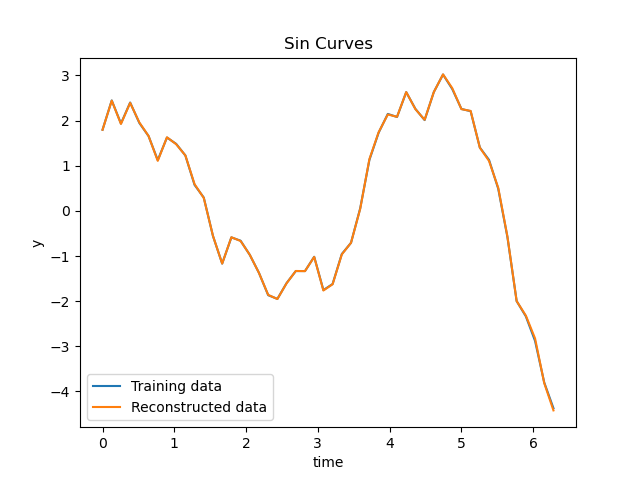 Sin Curves
y
3
2
1
0
−1
−2
−3
−4
Training data
Reconstructed data
0 1 2 3 4 5 6
time